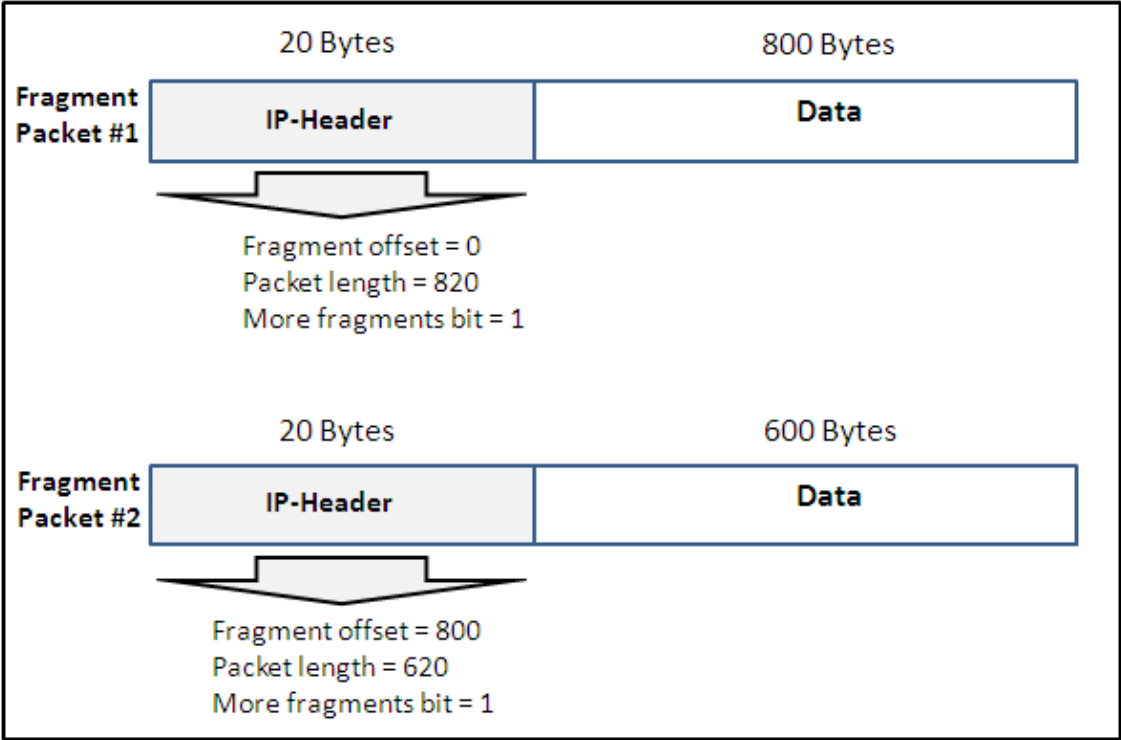 20 Bytes 800 Bytes
Fragment
Packet #1
IP-Header Data
Fragment offset = 0
Packet length = 820
More fragments bit = 1
20 Bytes 600 Bytes
Fragment
Packet #2
IP-Header Data
Fragment offset = 800
Packet length = 620
More fragments bit = 1